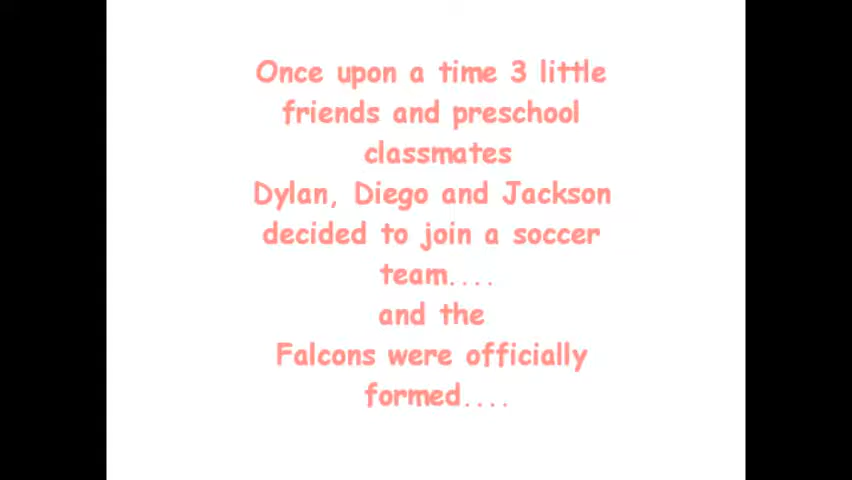 Once upon a time 3 little
friends and preschool
classmates
Dylan, Diego and Jackson
decided to join a soccer
team....
and the
Falcons were officially
formed....